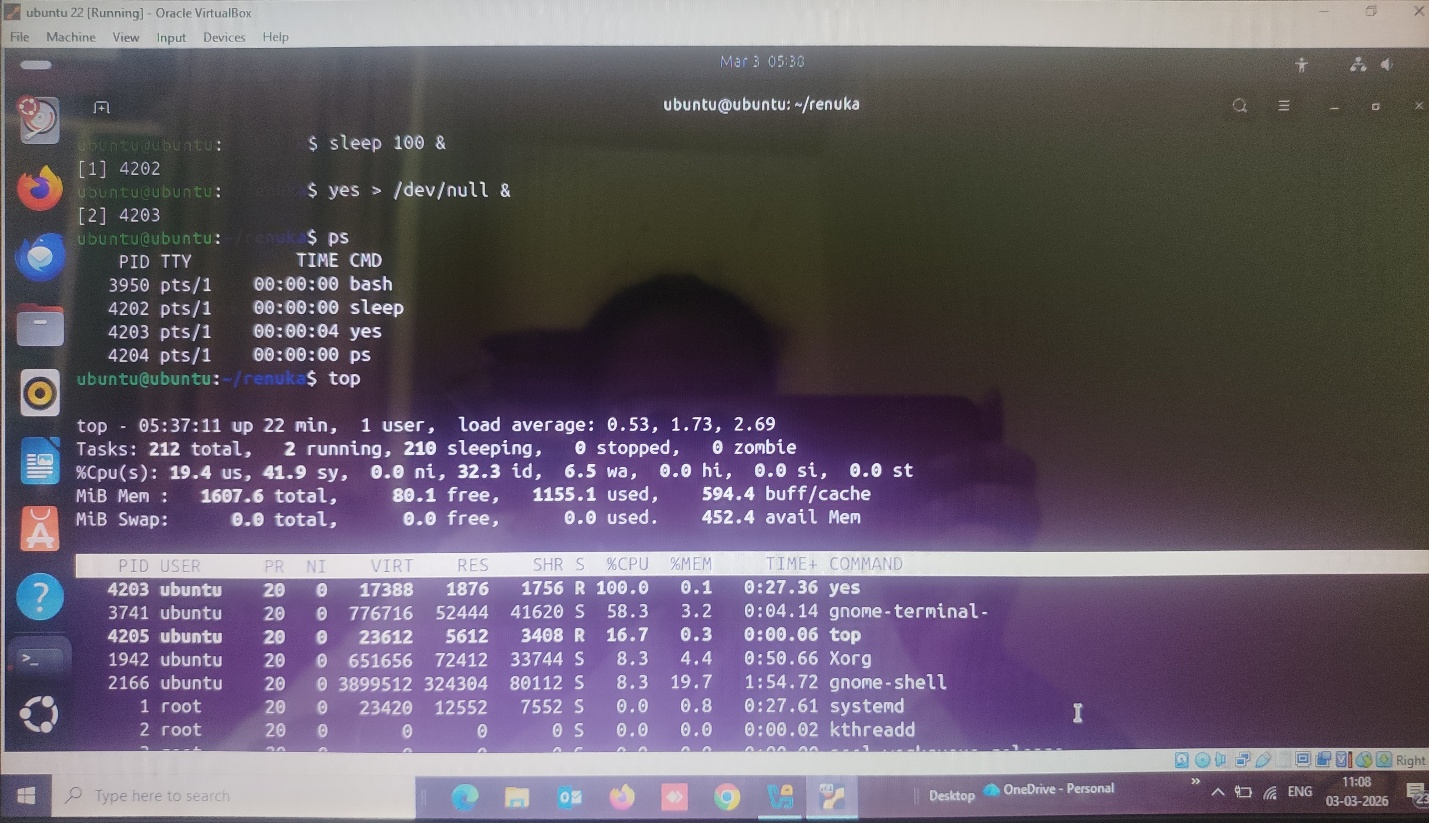 ubuntu 22 [Running] - Oracle VirtualBox
File Machine View Input Devices Help
Mar 3 05:38
ubuntu@ubuntu: ~/renuka
ubuntu@ubuntu: $ sleep 100 &
[1] 4202
ubuntu@ubuntu: $ yes > /dev/null &
[2] 4203
ubuntu@ubuntu:~/renuka$ ps
PID TTY TIME CMD
3950 pts/1 00:00:00 bash
4202 pts/1 00:00:00 sleep
4203 pts/1 00:00:04 yes
4204 pts/1 00:00:00 ps
ubuntu@ubuntu:~/renuka$ top
top - 05:37:11 up 22 min, 1 user, load average: 0.53, 1.73, 2.69
Tasks: 212 total, 2 running, 210 sleeping, 0 stopped, 0 zombie
%Cpu(s): 19.4 us, 41.9 sy, 0.0 ni, 32.3 id, 6.5 wa, 0.0 hi, 0.0 si, 0.0 st
MiB Mem : 1607.6 total, 80.1 free, 1155.1 used, 594.4 buff/cache
MiB Swap: 0.0 total, 0.0 free, 0.0 used. 452.4 avail Mem
PID USER PR NI VIRT RES SHR S %CPU %MEM TIME+ COMMAND
4203 ubuntu 20 0 17388 1876 1756 R 100.0 0.1 0:27.36 yes
3741 ubuntu 20 0 776716 52444 41620 S 58.3 3.2 0:04.14 gnome-terminal-
4205 ubuntu 20 0 23612 5612 3408 R 16.7 0.3 0:00.06 top
1942 ubuntu 20 0 651656 72412 33744 S 8.3 4.4 0:50.66 Xorg
2166 ubuntu 20 0 3899512 324304 80112 S 8.3 19.7 1:54.72 gnome-shell
1 root 20 0 23420 12552 7552 S 0.0 0.8 0:27.61 systemd
2 root 20 0 0 0 0 S 0.0 0.0 0:00.02 kthreadd
Right
Type here to search
Desktop OneDrive - Personal
ENG
11:08
03-03-2026
23